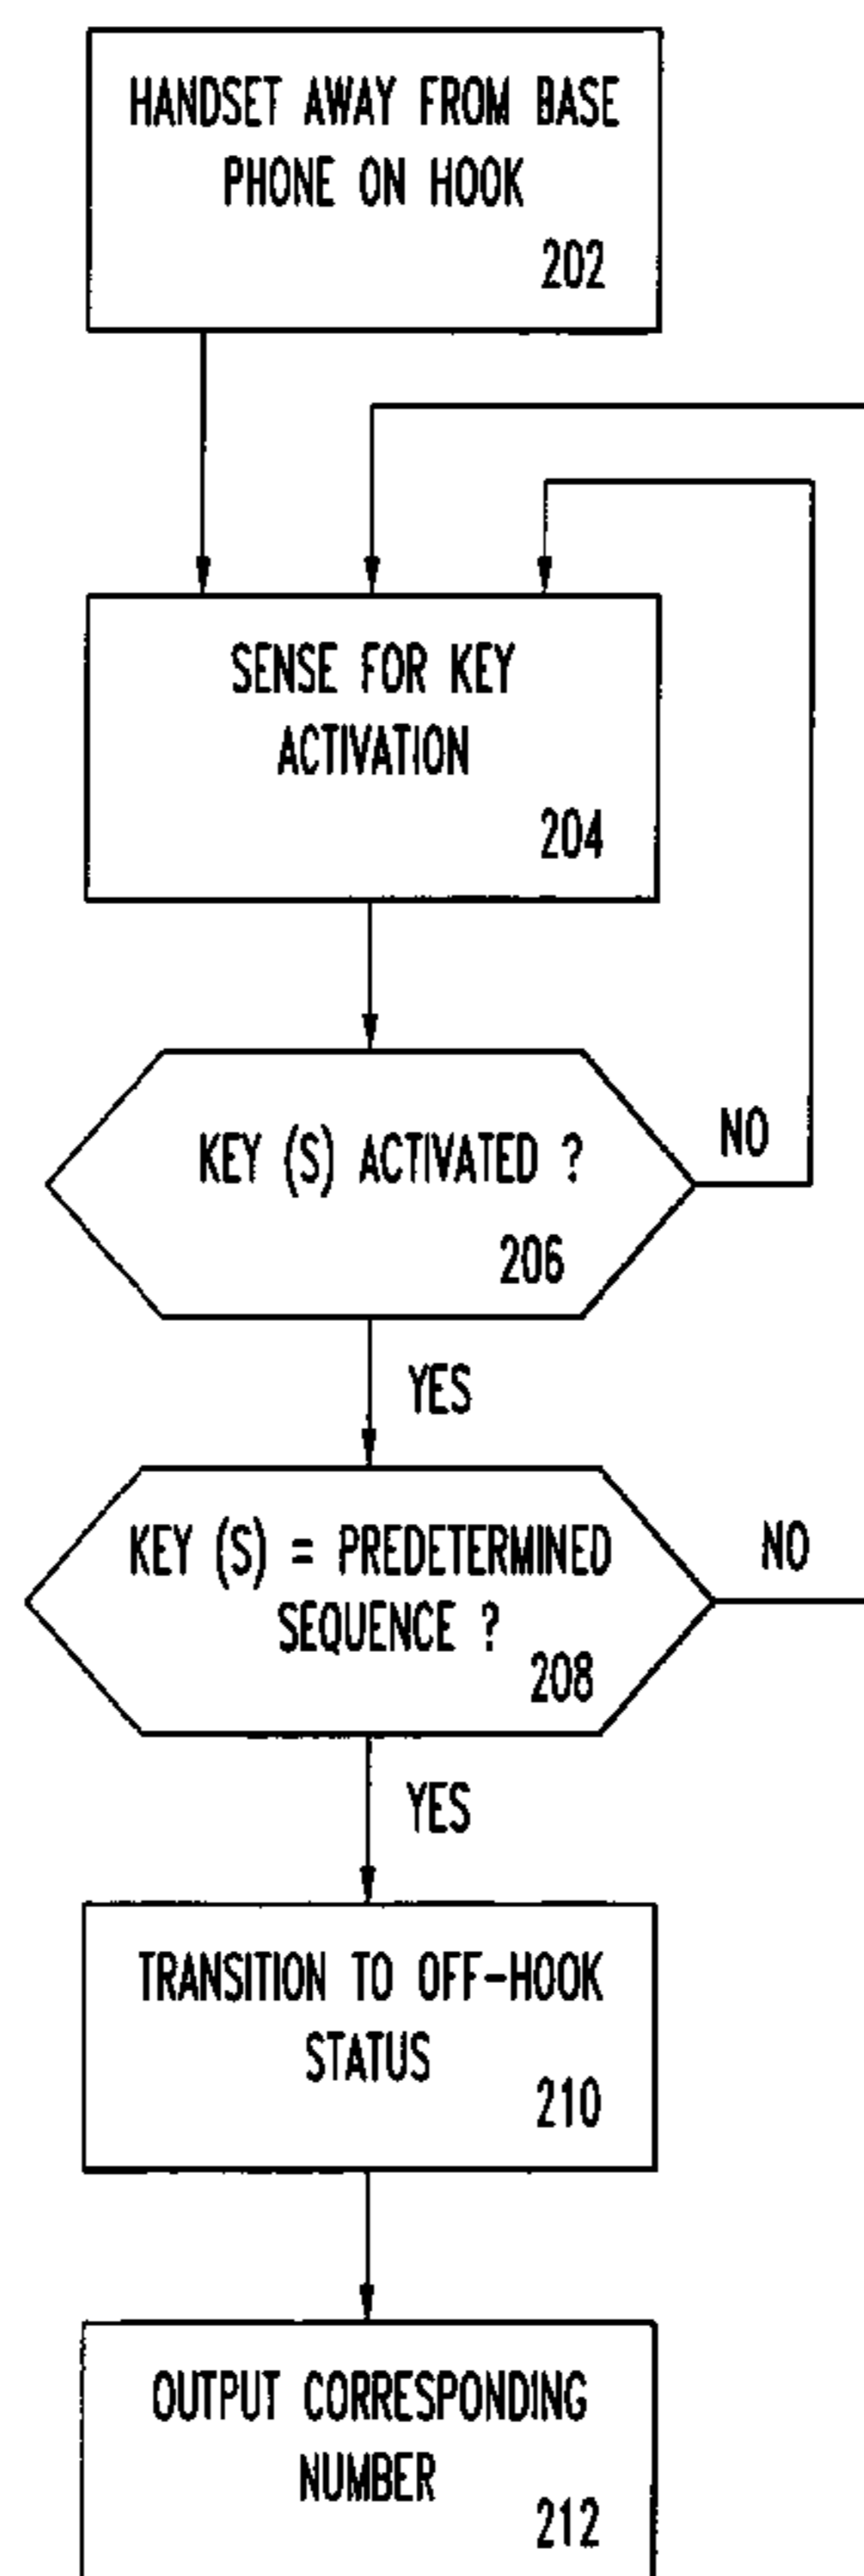 HANDSET AWAY FROM BASE
PHONE ON HOOK
202
SENSE FOR KEY
ACTIVATION
204
KEY (S) ACTIVATED ?
206
NO
YES
KEY (S) = PREDETERMINED
SEQUENCE ?
208
NO
YES
TRANSITION TO OFF-HOOK
STATUS
210
OUTPUT CORRESPONDING
NUMBER
212